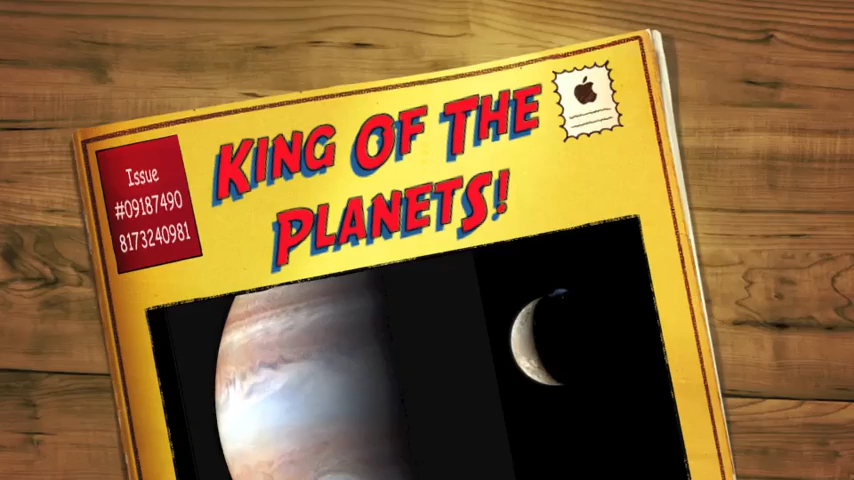 KING OF THE
PLANETS!
Issue
#09187490
8173240981